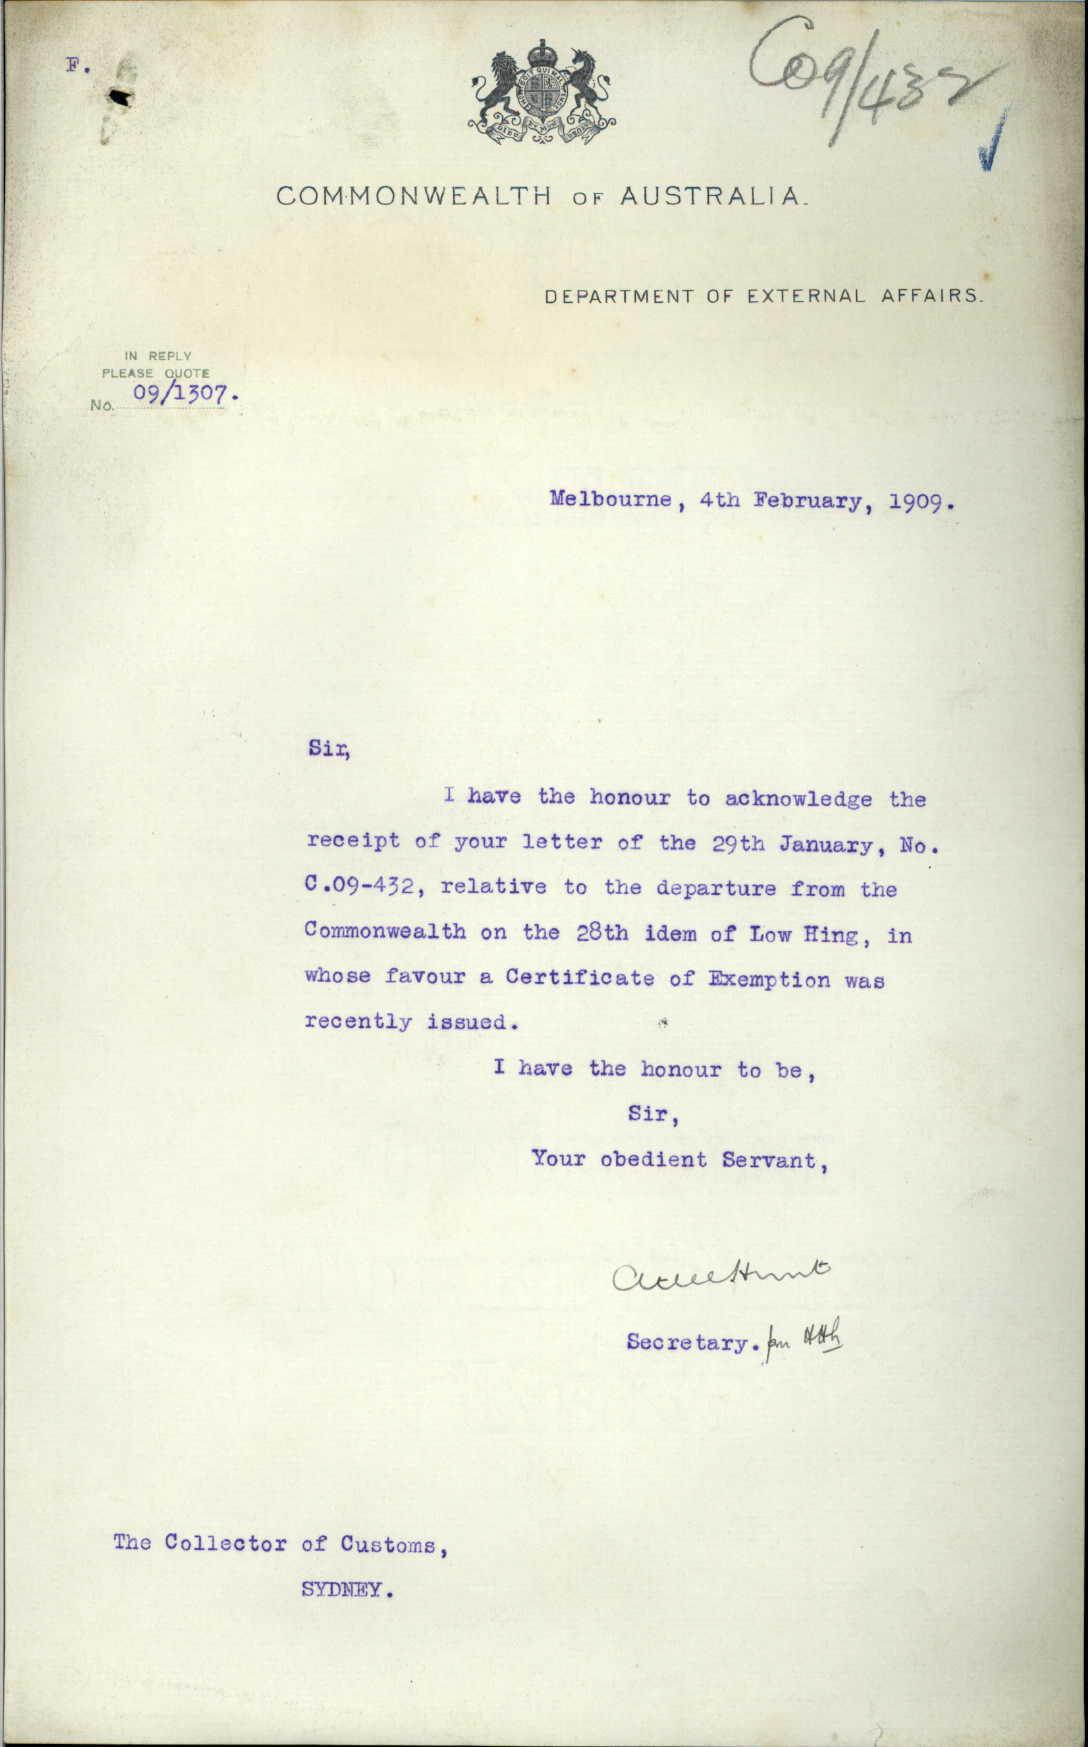 F.
C09/432
COMMONWEALTH OF AUSTRALIA.
DEPARTMENT OF EXTERNAL AFFAIRS.
IN REPLY
PLEASE QUOTE
No. 09/1307.
Melbourne, 4th February, 1909.
Sir,
I have the honour to acknowledge the
receipt of your letter of the 29th January, No.
C.09-432, relative to the departure from the
Commonwealth on the 28th idem of Low Hing, in
whose favour a Certificate of Exemption was
recently issued.
I have the honour to be,
Sir,
Your obedient Servant,
Atlee Hunt
Secretary.
The Collector of Customs,
SYDNEY.